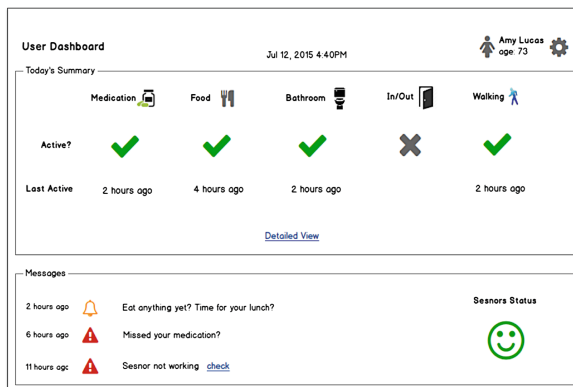 User Dashboard
Jul 12, 2015 4:40PM
Amy Lucas
age: 73
Today's Summary
Medication Food Bathroom In/Out Walking
Active?
Last Active 2 hours ago 4 hours ago 2 hours ago 2 hours ago
Detailed View
Messages
Sesnors Status
2 hours ago Eat anything yet? Time for your lunch?
6 hours ago Missed your medication?
11 hours agc Sesnor not working check